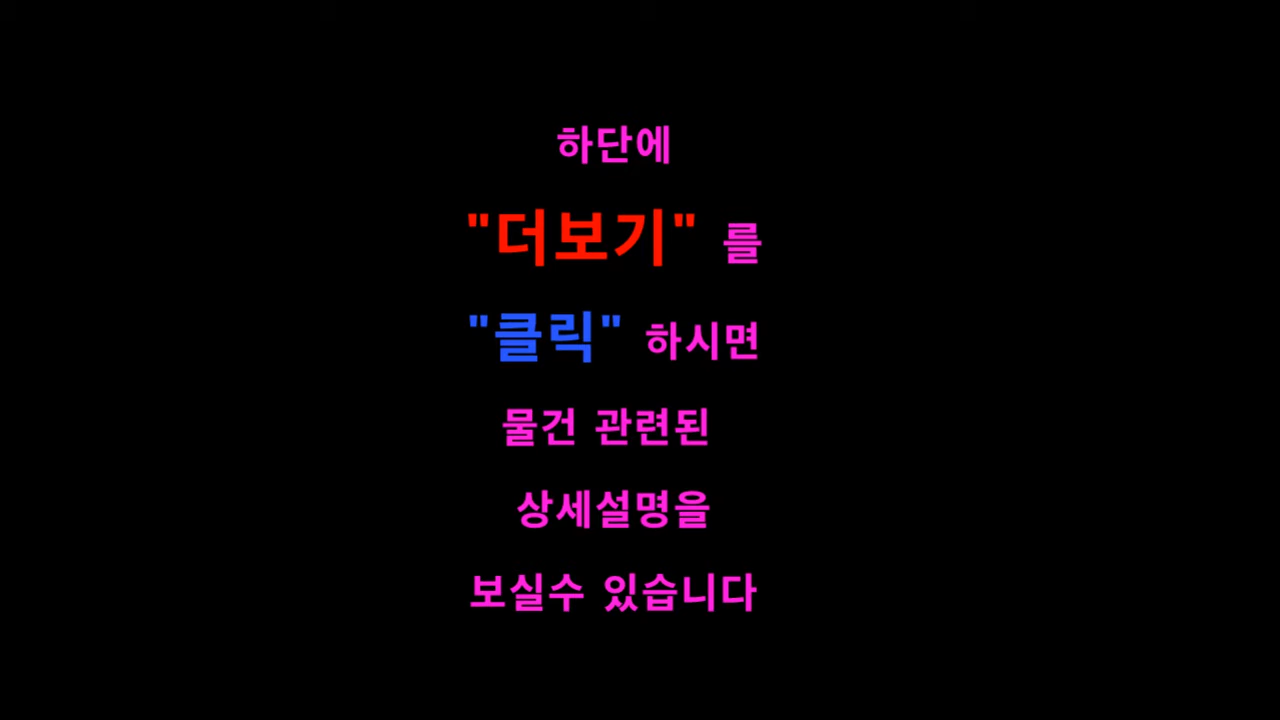 하단에
"더보기" 를
"클릭" 하시면
물건 관련된
상세설명을
보실수 있습니다